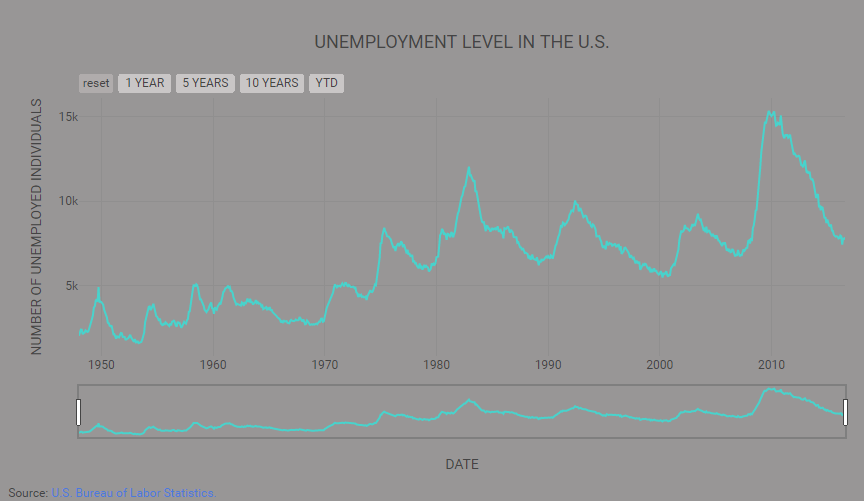 UNEMPLOYMENT LEVEL IN THE U.S.
reset 1 YEAR 5 YEARS 10 YEARS YTD
NUMBER OF UNEMPLOYED INDIVIDUALS
15k
10k
5k
1950 1960 1970 1980 1990 2000 2010
DATE
Source: U.S. Bureau of Labor Statistics.